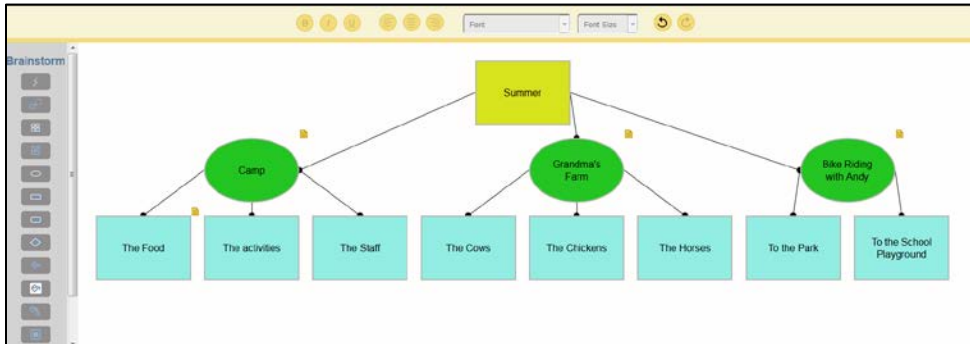 B I U Font Font Size
Brainstorm
Summer
Camp
Grandma's
Farm
Bike Riding
with Andy
The Food
The activities
The Staff
The Cows
The Chickens
The Horses
To the Park
To the School
Playground